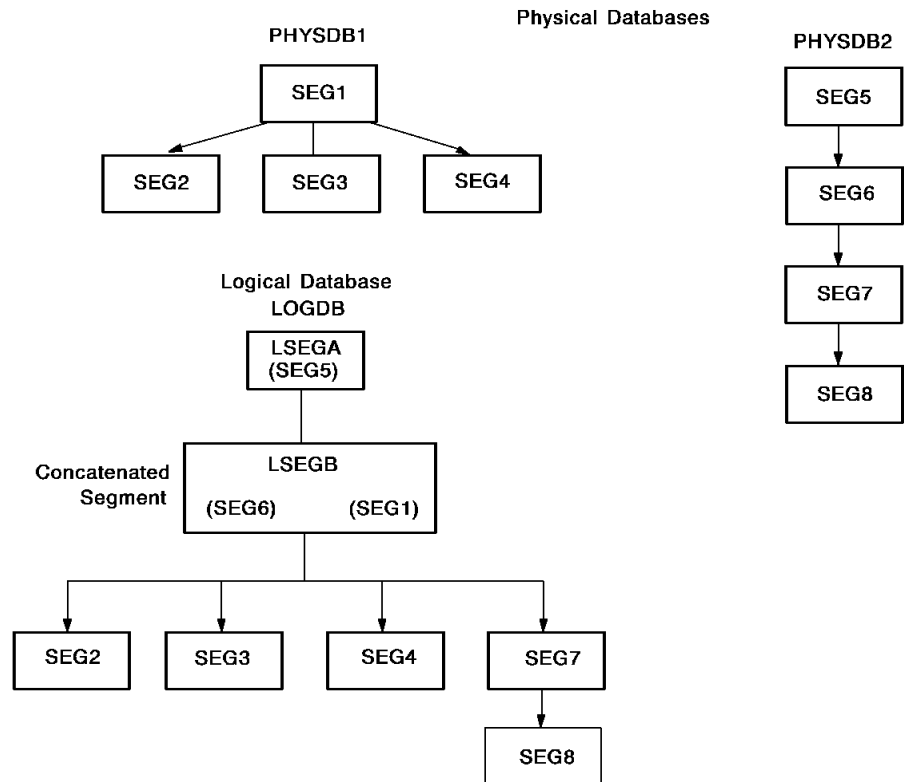 Physical Databases
PHYSDB1
PHYSDB2
SEG1
SEG5
SEG2
SEG3
SEG4
SEG6
SEG7
SEG8
Logical Database
LOGDB
LSEGA
(SEG5)
Concatenated
Segment
LSEGB
(SEG6)
(SEG1)
SEG2
SEG3
SEG4
SEG7
SEG8